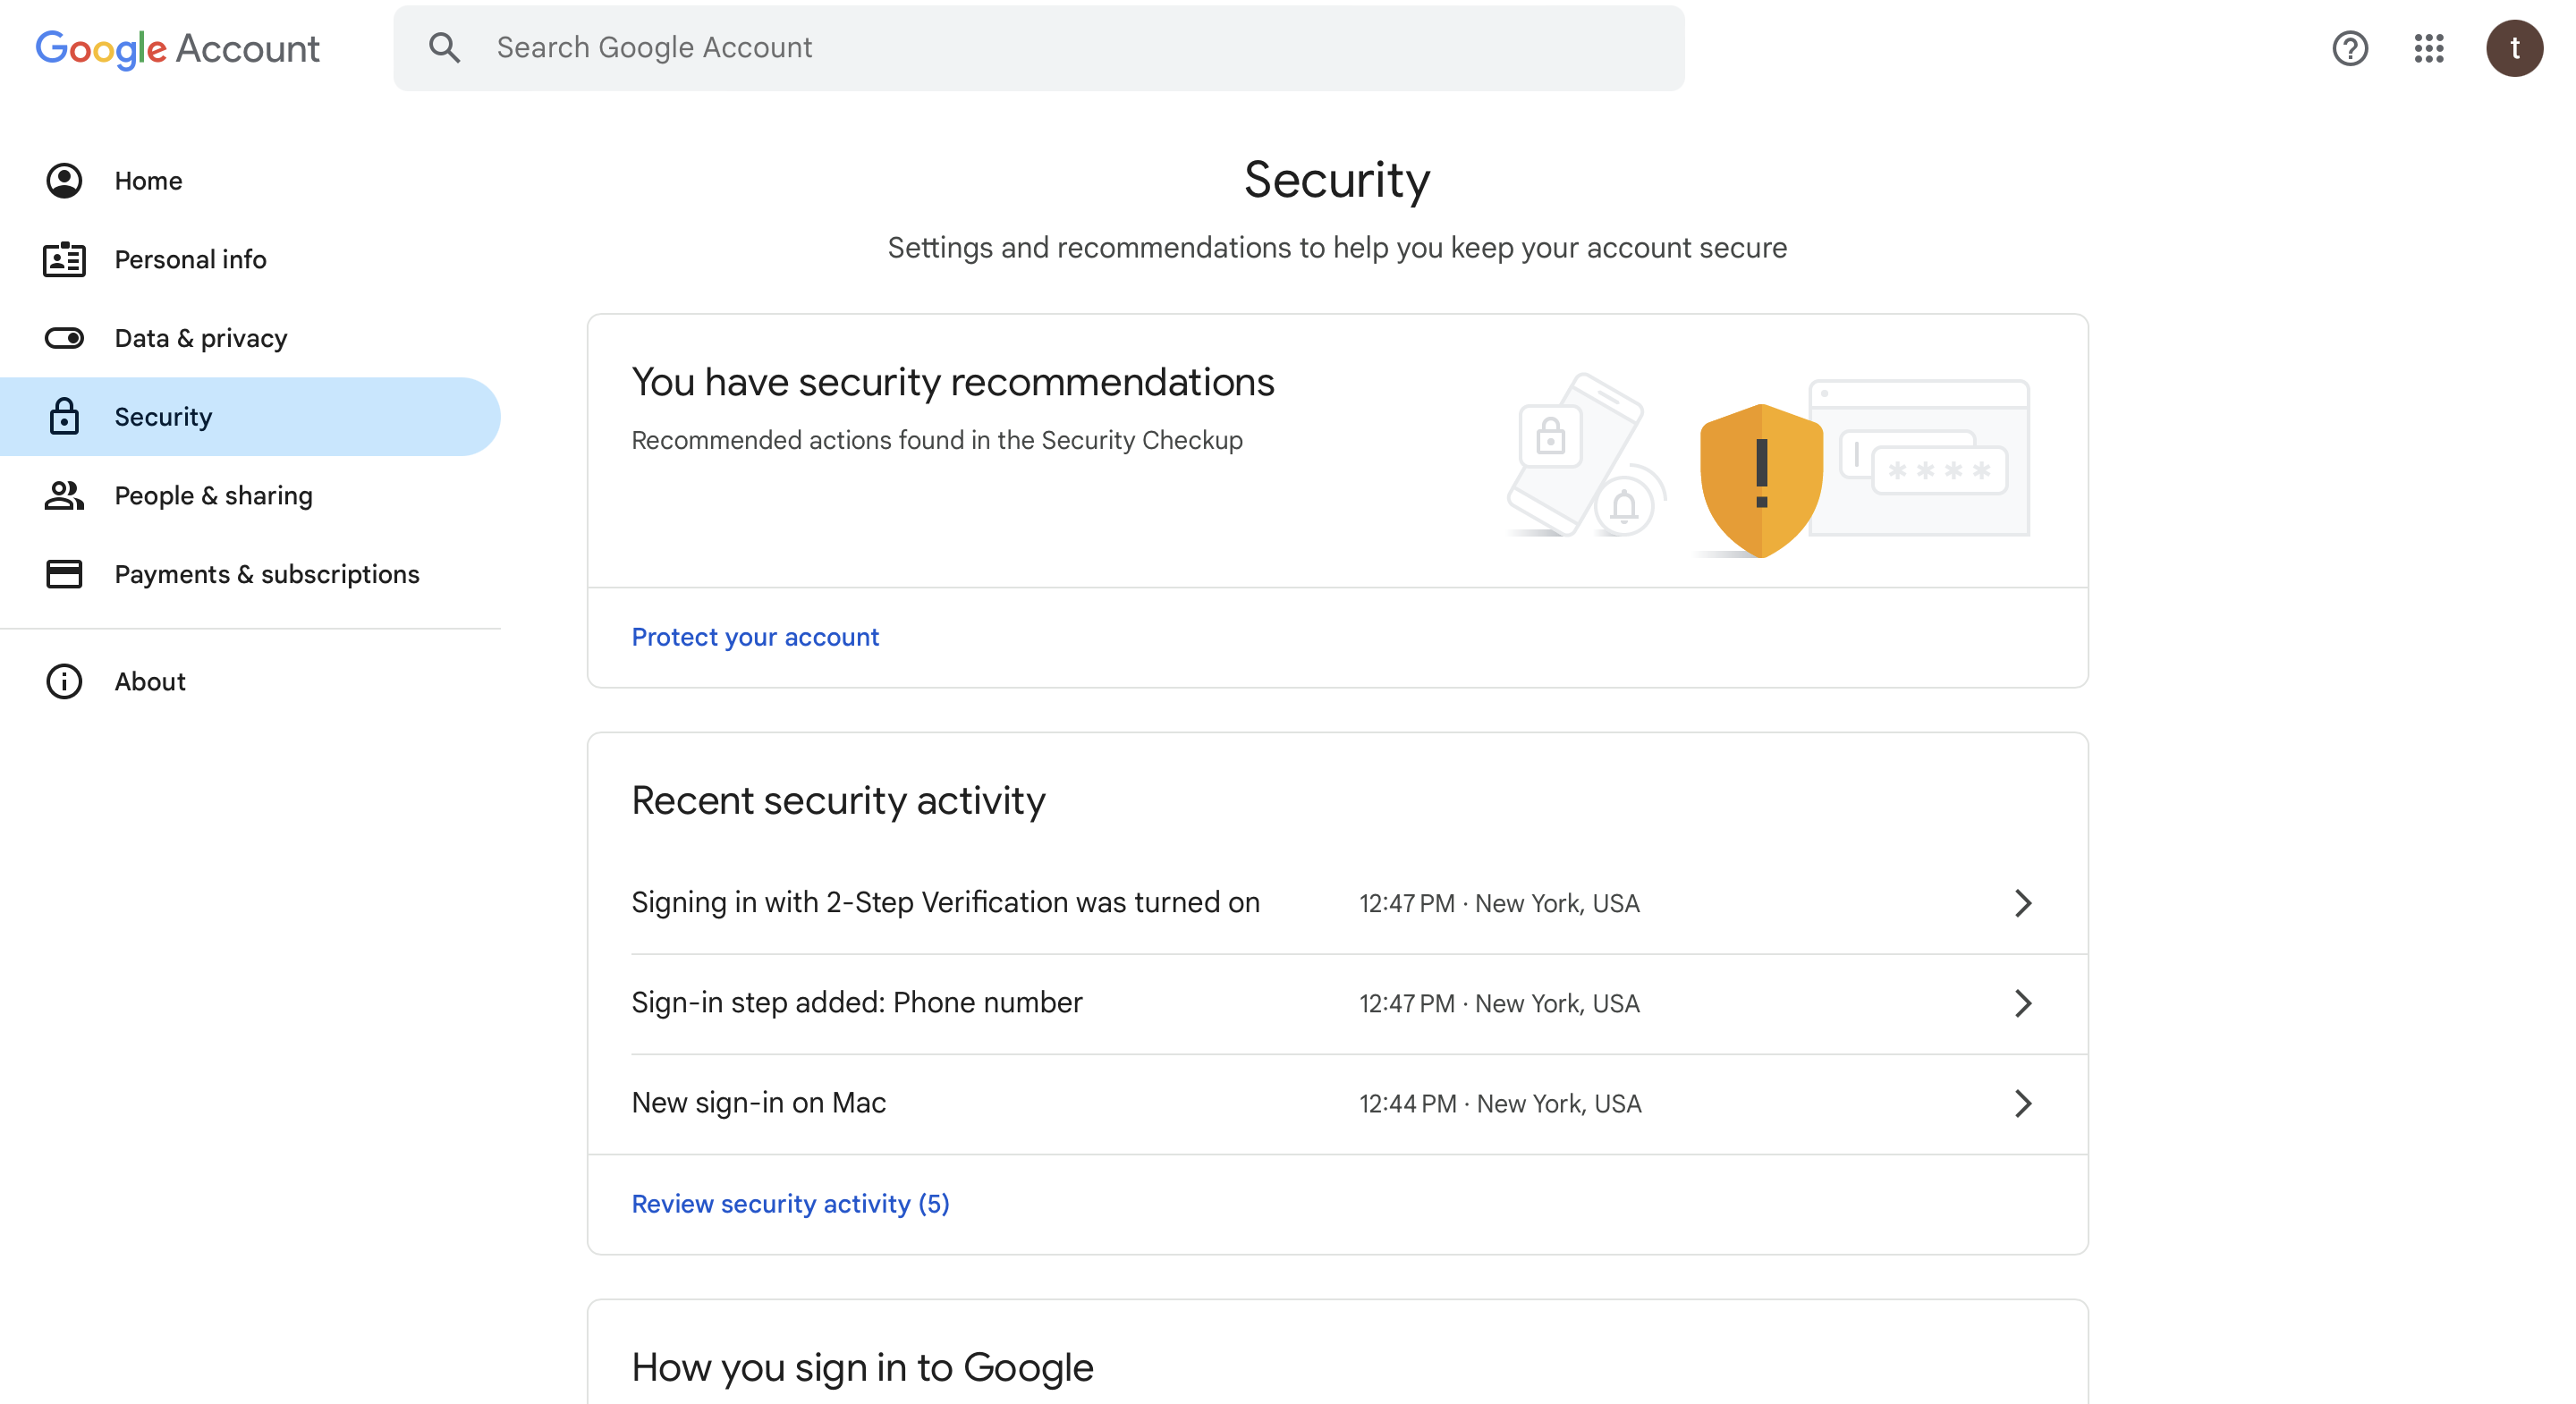 Google Account
Search Google Account
t
Home
Personal info
Data & privacy
Security
People & sharing
Payments & subscriptions
About
Security
Settings and recommendations to help you keep your account secure
You have security recommendations
Recommended actions found in the Security Checkup
Protect your account
Recent security activity
Signing in with 2-Step Verification was turned on 12:47 PM · New York, USA
Sign-in step added: Phone number 12:47 PM · New York, USA
New sign-in on Mac 12:44 PM · New York, USA
Review security activity (5)
How you sign in to Google